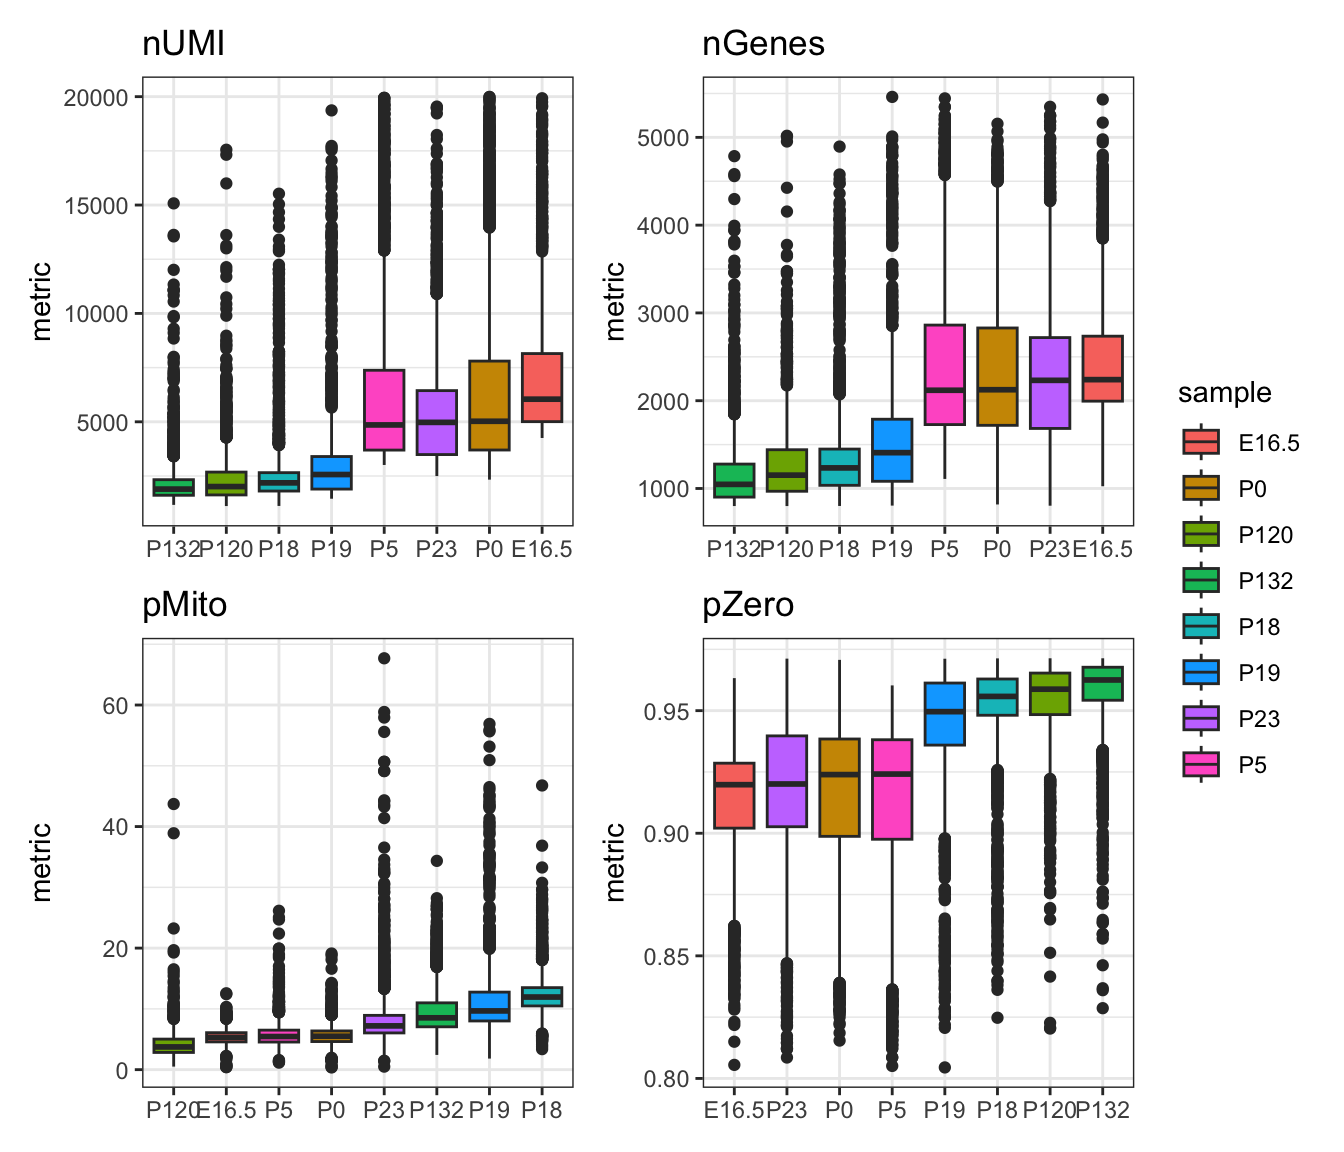 nUMI
metric
20000
15000
10000
5000
P132 P120 P18 P19 P5 P23 P0 E16.5
nGenes
metric
5000
4000
3000
2000
1000
P132 P120 P18 P19 P5 P0 P23 E16.5
pMito
metric
60
40
20
0
P120 E16.5 P5 P0 P23 P132 P19 P18
pZero
metric
0.95
0.90
0.85
0.80
E16.5 P23 P0 P5 P19 P18 P120 P132
sample
E16.5
P0
P120
P132
P18
P19
P23
P5